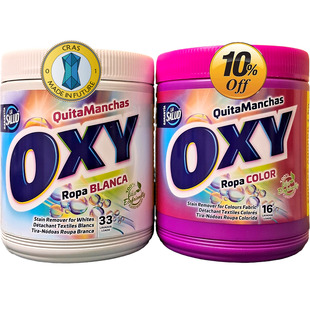 CRAS
MADE IN FUTURE
SALUD
QuitaManchas
OXY
Ropa BLANCA
Stain Remover for Whites
Detachant Textiles Blancs
Tira-Nódoas Roupa Branca
33
10%
Off
QuitaManchas
OXY
Ropa COLOR
Stain Remover for Colours Fabric
Detachant Textiles Colores
Tira-Nódoas Roupa Colorida
16